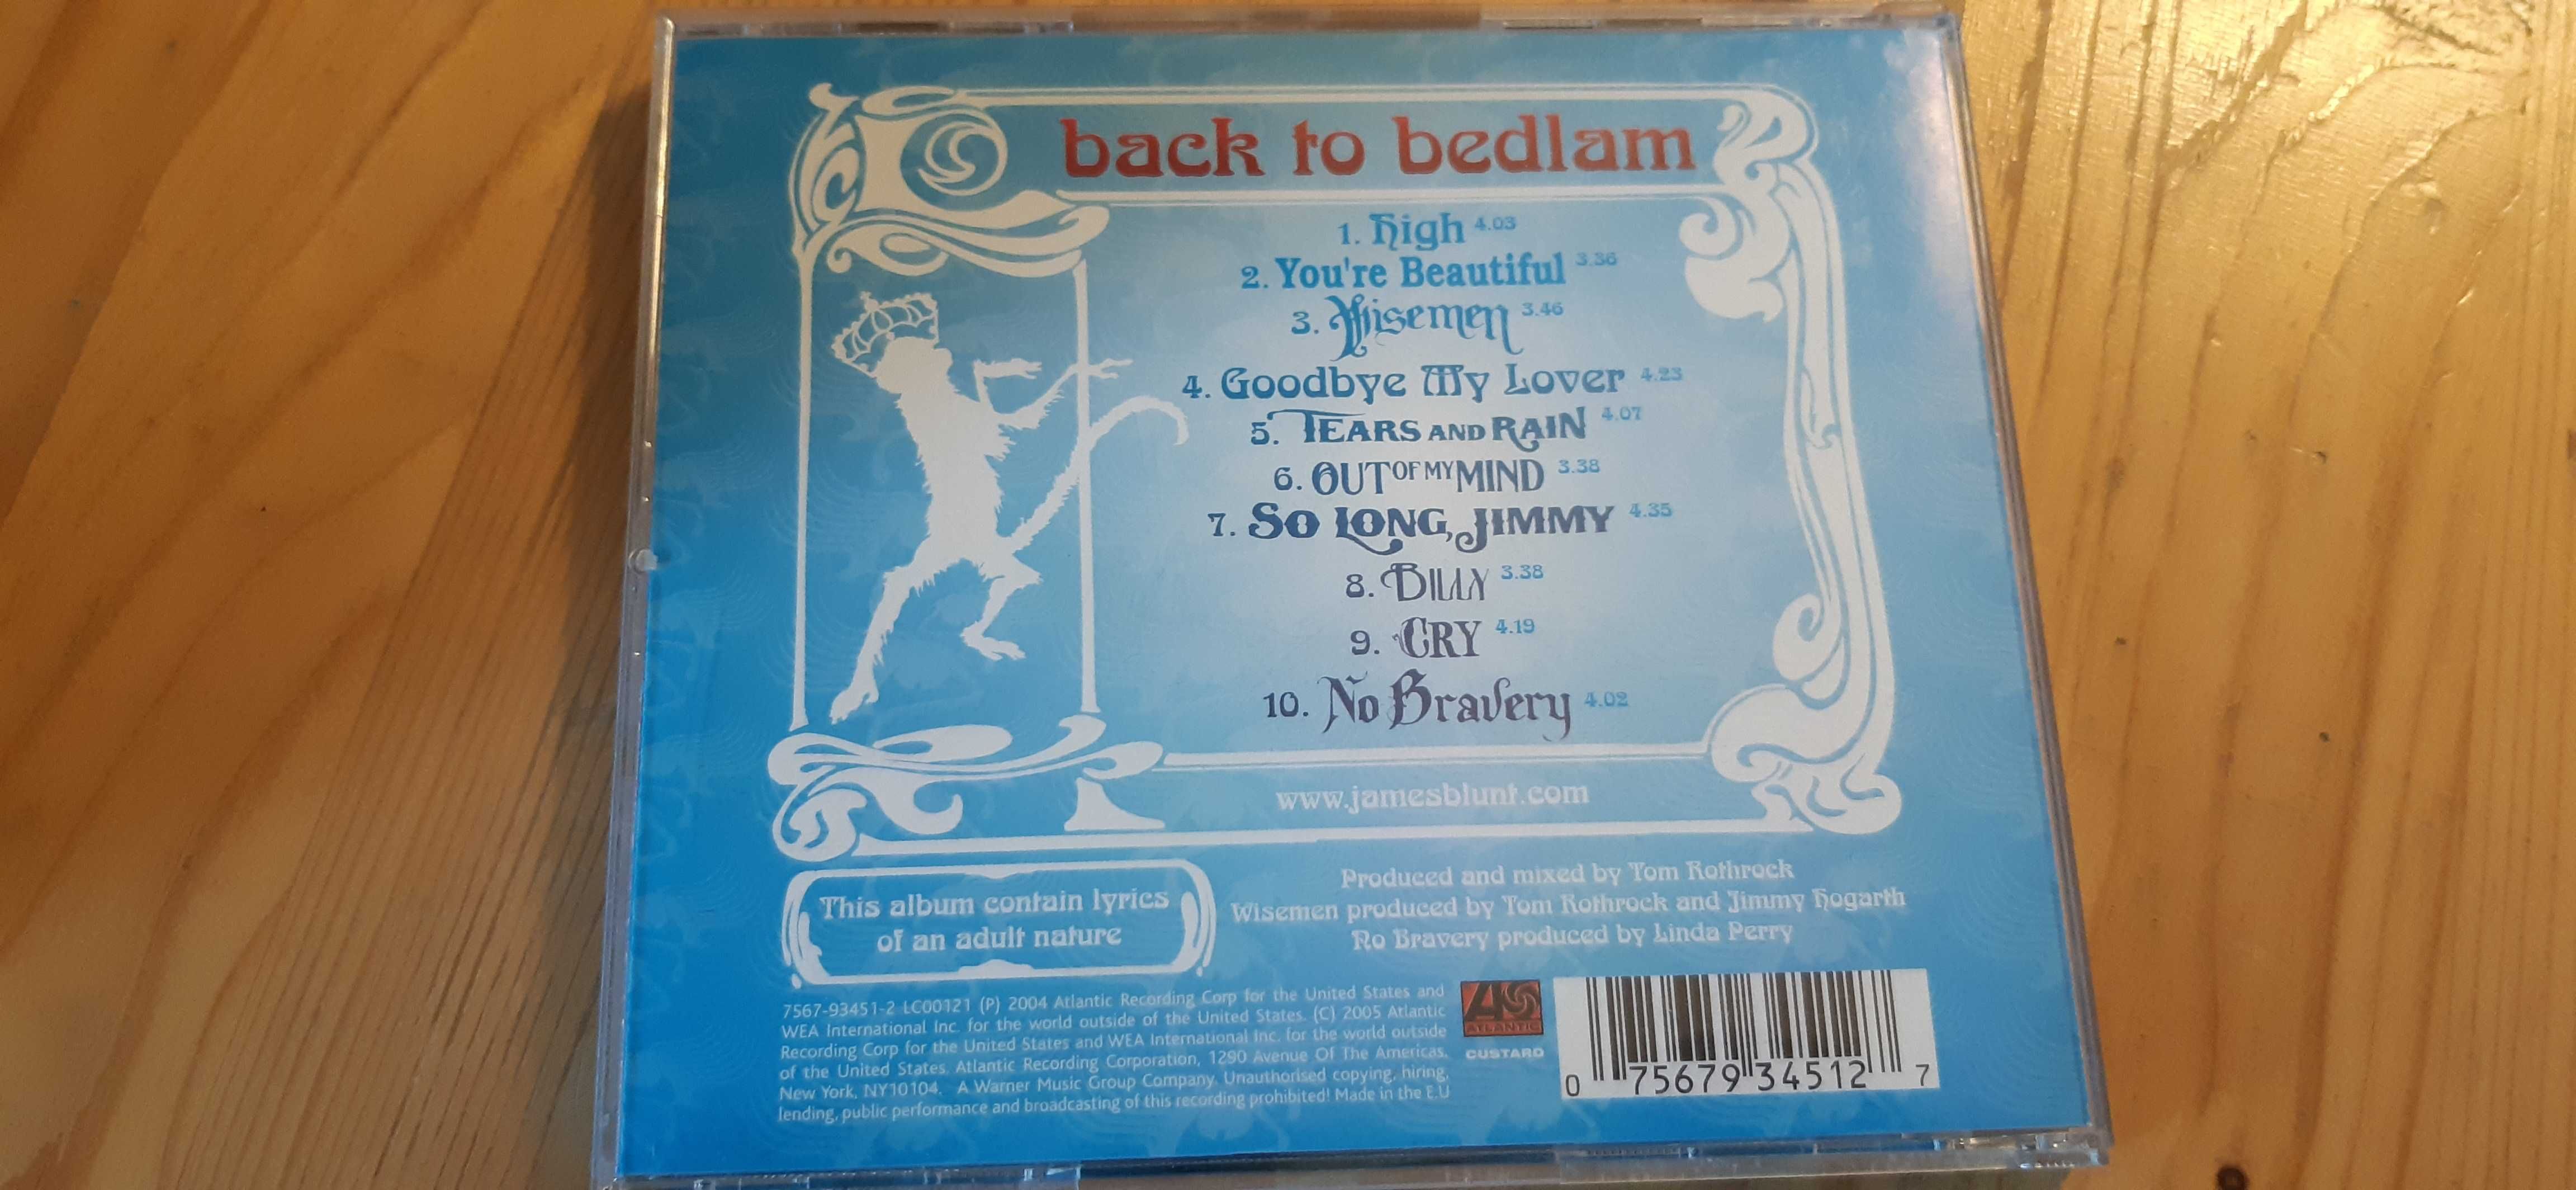 back to bedlam
1. High 4.03
2. You're Beautiful 3.36
3. Wisemen 3.46
4. Goodbye My Lover 4.23
5. TEARS AND RAIN 4.07
6. OUT OF MY MIND 3.38
7. SO LONG, JIMMY 4.35
8. BILLY 3.38
9. CRY 4.19
10. No Bravery 4.02
www.jamesblunt.com
This album contain lyrics
of an adult nature
Produced and mixed by Tom Rothrock
Wisemen produced by Tom Rothrock and Jimmy Hogarth
No Bravery produced by Linda Perry
7567-93451-2 LC00121 (P) 2004 Atlantic Recording Corp for the United States and
WEA International Inc. for the world outside of the United States. (C) 2005 Atlantic
Recording Corp for the United States and WEA International Inc. for the world outside
of the United States. Atlantic Recording Corporation, 1290 Avenue Of The Americas,
New York, NY10104. A Warner Music Group Company. Unauthorised copying, hiring,
lending, public performance and broadcasting of this recording prohibited! Made in the E.U
ATLANTIC
CUSTARD
0 75679 34512 7